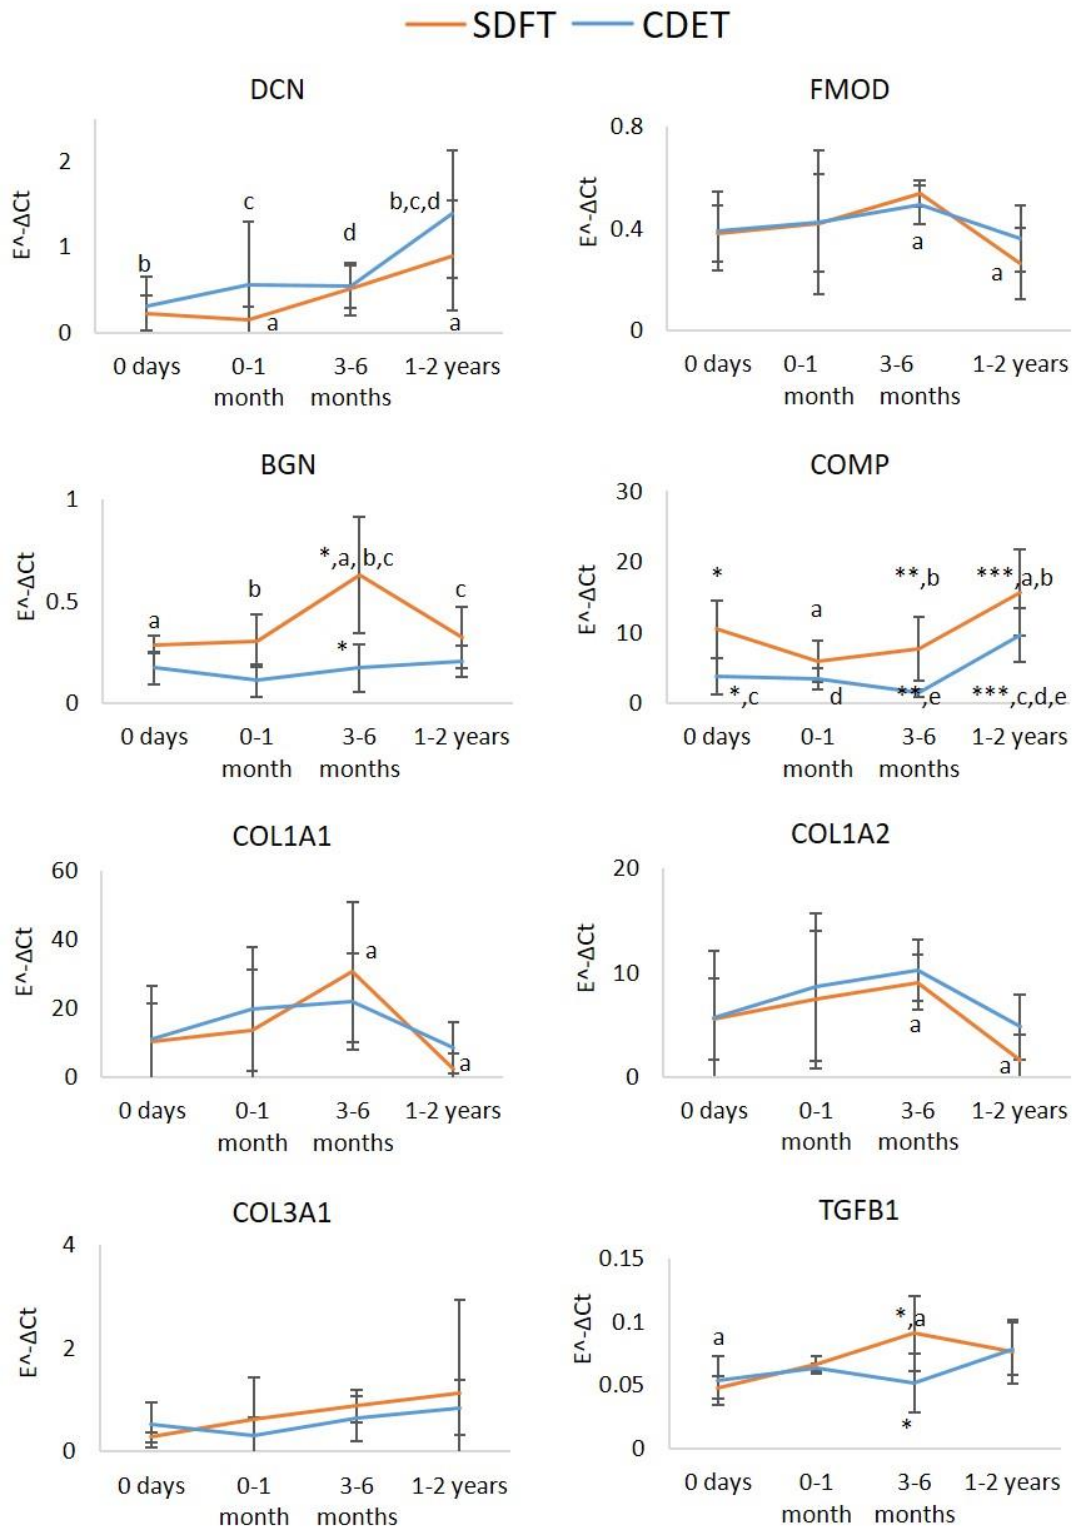 SDFT CDET
DCN
E^-ΔCt
2
1
0
b
c
d
b,c,d
a
a
0 days 0-1 3-6 1-2 years
month months
FMOD
E^-ΔCt
0.8
0.4
0
a
a
0 days 0-1 3-6 1-2 years
month months
BGN
E^-ΔCt
1
0.5
0
a
b
*,a, b,c
c
*
0 days 0-1 3-6 1-2 years
month months
COMP
E^-ΔCt
30
20
10
0
*
a
**,b
***,a,b
*,c
d
**,e
***,c,d,e
0 days 0-1 3-6 1-2 years
month months
COL1A1
E^-ΔCt
60
40
20
0
a
a
0 days 0-1 3-6 1-2 years
month months
COL1A2
E^-ΔCt
20
10
0
a
a
0 days 0-1 3-6 1-2 years
month months
COL3A1
E^-ΔCt
4
2
0
0 days 0-1 3-6 1-2 years
month months
TGFB1
E^-ΔCt
0.15
0.1
0.05
0
a
*,a
*
0 days 0-1 3-6 1-2 years
month months